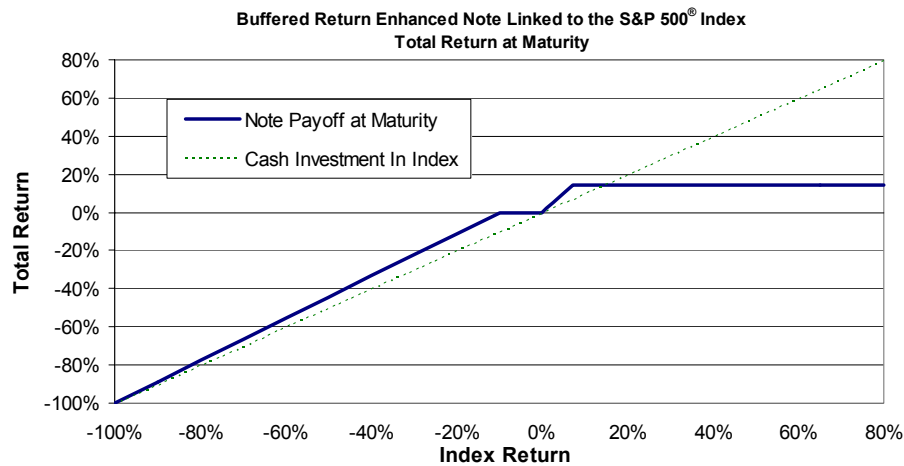 Buffered Return Enhanced Note Linked to the S&P 500® Index
Total Return at Maturity
80%
60%
40%
20%
0%
-20%
-40%
-60%
-80%
-100%
Total Return
Note Payoff at Maturity
Cash Investment In Index
-100% -80% -60% -40% -20% 0% 20% 40% 60% 80%
Index Return